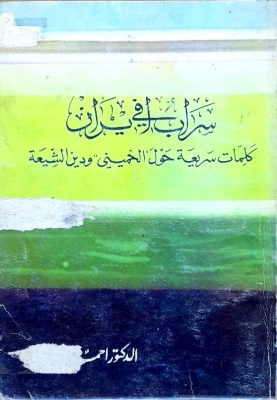 سراب في إيران
كلمات سريعة حول "الخميني" ودين الشيعة
الدكتور احمد